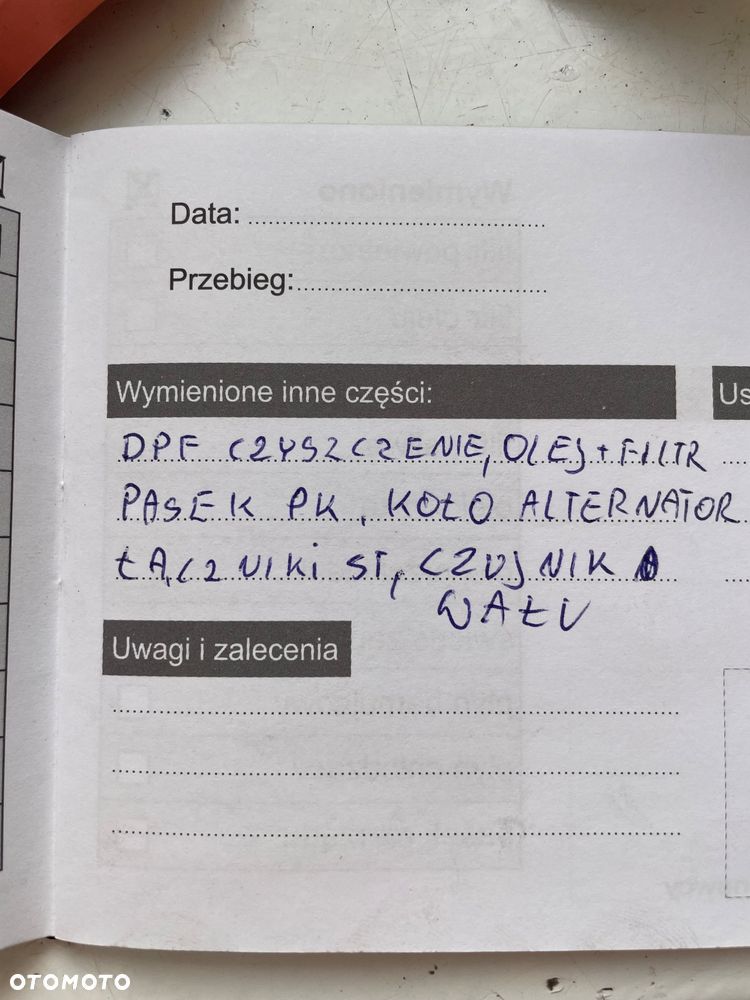 Data:
Przebieg:
Wymienione inne części:
Us
DPF CZYSZCZENIE, OLEJ + FILTR
PASEK PK, KOŁO ALTERNATOR
ŁĄCZNIKI ST, CZUJNIK
WAŁU
Uwagi i zalecenia
OTOMOTO